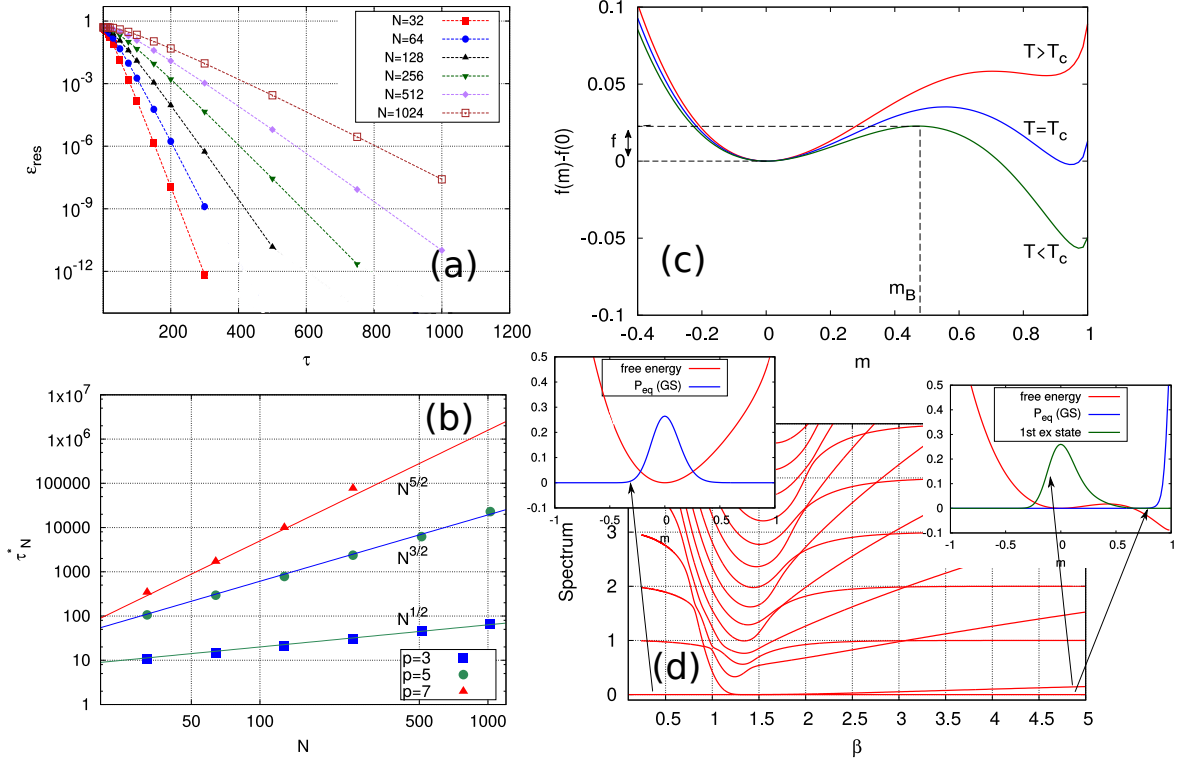 1
10^-3
10^-6
10^-9
10^-12
ε_res
200 400 600 800 1000 1200
τ
N=32
N=64
N=128
N=256
N=512
N=1024
(a)
0.1
0.05
0
-0.05
-0.1
f(m)-f(0)
f
-0.4 -0.2 0 0.2 0.4 0.6 0.8 1
m
T>T_c
T=T_c
T<T_c
m_B
(c)
1x10^7
1x10^6
100000
10000
1000
100
10
1
τ*_N
50 100 500 1000
N
N^5/2
N^3/2
N^1/2
p=3
p=5
p=7
(b)
0.5
0.4
0.3
0.2
0.1
0
-1 -0.5 0 0.5 1
m
free energy
P_eq (GS)
0.5
0.4
0.3
0.2
0.1
0
-0.1
-1 -0.5 0 0.5 1
m
free energy
P_eq (GS)
1st ex state
3
2
1
0
Spectrum
0.5 1 1.5 2 2.5 3 3.5 4 4.5 5
β
(d)